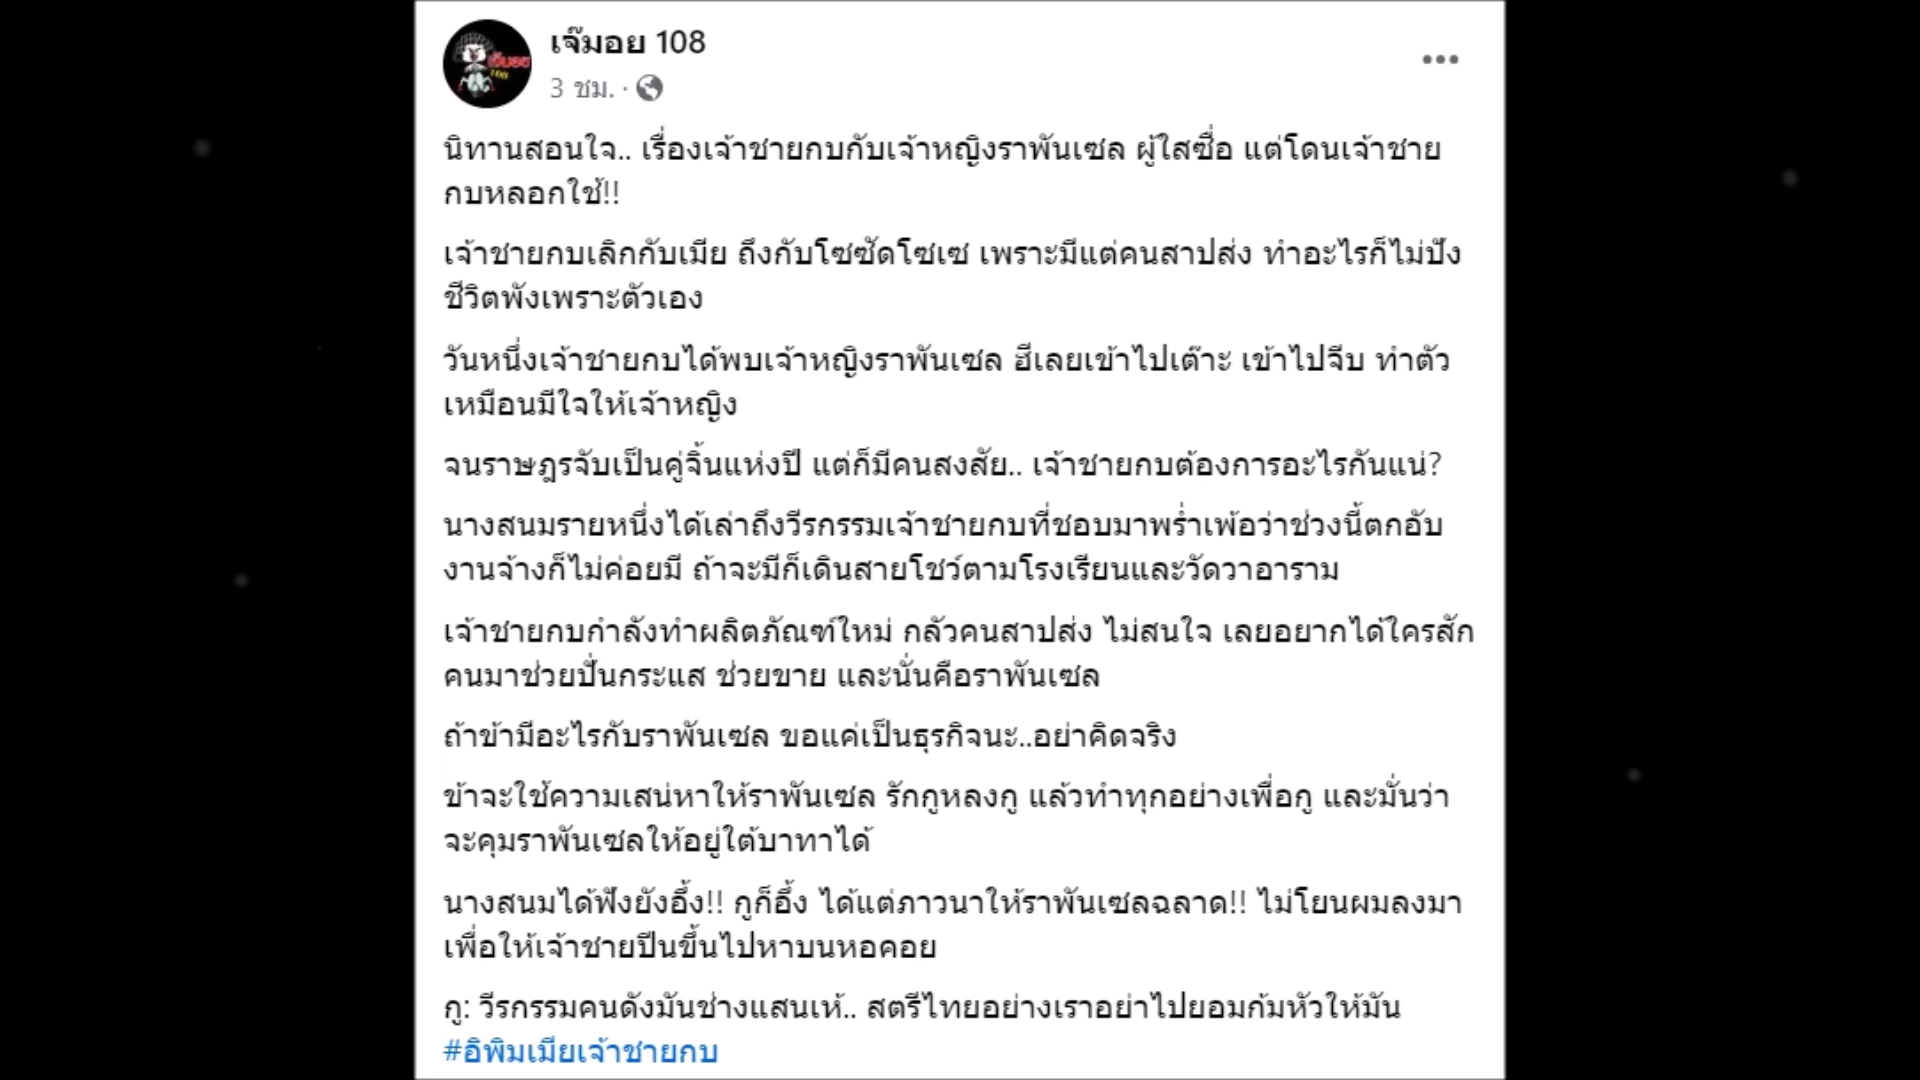 เจ๊มอย 108
3 ชม. ·
นิทานสอนใจ.. เรื่องเจ้าชายกบกับเจ้าหญิงราพันเซล ผู้ใสซื่อ แต่โดนเจ้าชาย
กบหลอกใช้!!
เจ้าชายกบเลิกกับเมีย ถึงกับโซซัดโซเซ เพราะมีแต่คนสาปส่ง ทำอะไรก็ไม่ปัง
ชีวิตพังเพราะตัวเอง
วันหนึ่งเจ้าชายกบได้พบเจ้าหญิงราพันเซล ฮีเลยเข้าไปเต๊าะ เข้าไปจีบ ทำตัว
เหมือนมีใจให้เจ้าหญิง
จนราษฎรจับเป็นคู่จิ้นแห่งปี แต่ก็มีคนสงสัย.. เจ้าชายกบต้องการอะไรกันแน่?
นางสนมรายหนึ่งได้เล่าถึงวีรกรรมเจ้าชายกบที่ชอบมาพร่ำเพ้อว่าช่วงนี้ตกอับ
งานจ้างก็ไม่ค่อยมี ถ้าจะมีก็เดินสายโชว์ตามโรงเรียนและวัดวาอาราม
เจ้าชายกบกำลังทำผลิตภัณฑ์ใหม่ กลัวคนสาปส่ง ไม่สนใจ เลยอยากได้ใครสัก
คนมาช่วยปั่นกระแส ช่วยขาย และนั่นคือราพันเซล
ถ้าข้ามีอะไรกับราพันเซล ขอแค่เป็นธุรกิจนะ..อย่าคิดจริง
ข้าจะใช้ความเสน่หาให้ราพันเซล รักกูหลงกู แล้วทำทุกอย่างเพื่อกู และมั่นว่า
จะคุมราพันเซลให้อยู่ใต้บาทาได้
นางสนมได้ฟังยังอึ้ง!! กูก็อึ้ง ได้แต่ภาวนาให้ราพันเซลฉลาด!! ไม่โยนผมลงมา
เพื่อให้เจ้าชายปีนขึ้นไปหาบนหอคอย
กู: วีรกรรมคนดังมันช่างแสนเห้.. สตรีไทยอย่างเราอย่าไปยอมก้มหัวให้มัน
#อิพิมเมียเจ้าชายกบ